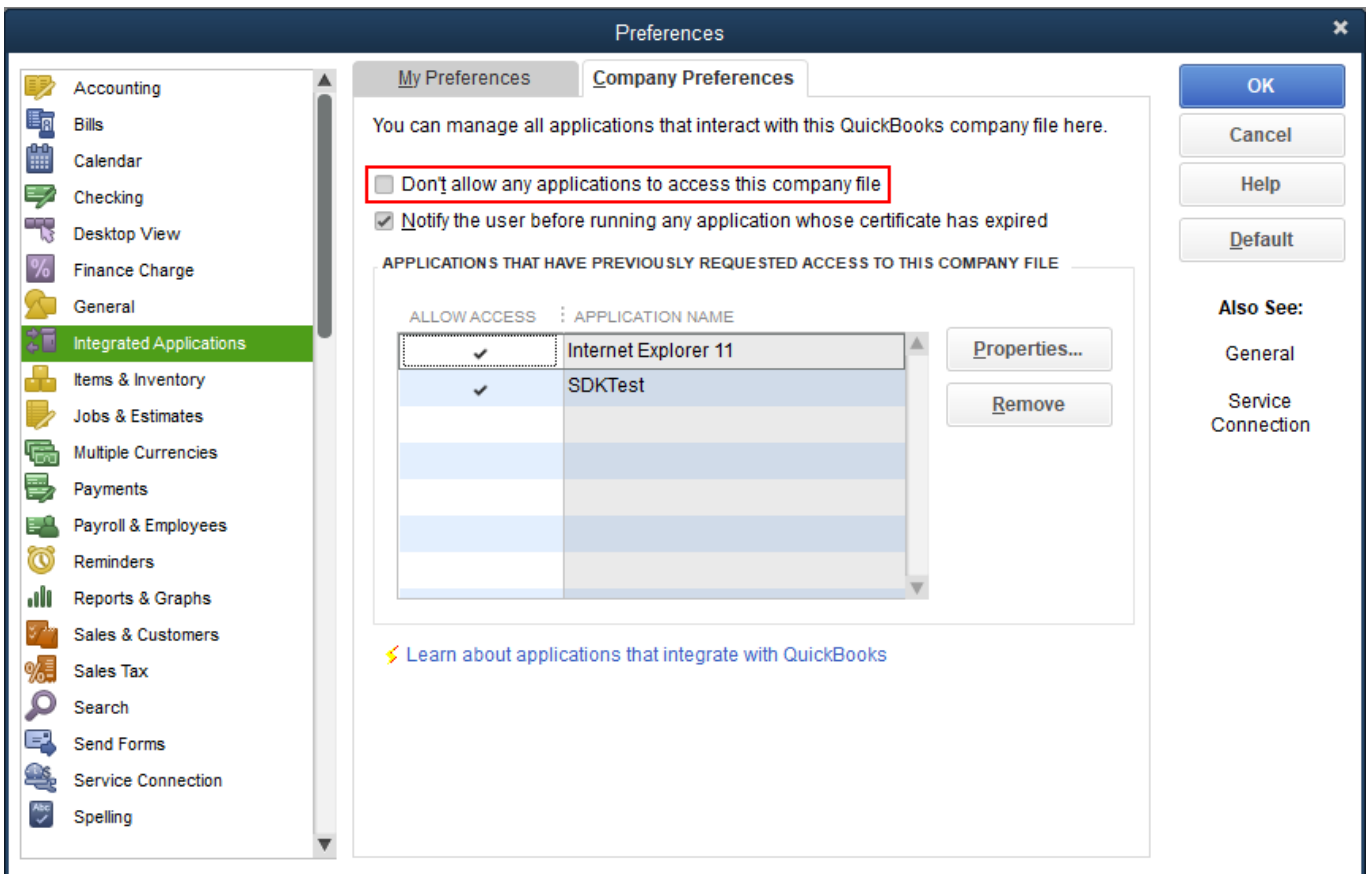 Preferences
Accounting
Bills
Calendar
Checking
Desktop View
Finance Charge
General
Integrated Applications
Items & Inventory
Jobs & Estimates
Multiple Currencies
Payments
Payroll & Employees
Reminders
Reports & Graphs
Sales & Customers
Sales Tax
Search
Send Forms
Service Connection
Abc
Spelling
My Preferences
Company Preferences
You can manage all applications that interact with this QuickBooks company file here.
Don't allow any applications to access this company file
Notify the user before running any application whose certificate has expired
APPLICATIONS THAT HAVE PREVIOUSLY REQUESTED ACCESS TO THIS COMPANY FILE
ALLOW ACCESS
APPLICATION NAME
Internet Explorer 11
SDKTest
Properties...
Remove
Learn about applications that integrate with QuickBooks
OK
Cancel
Help
Default
Also See:
General
Service
Connection